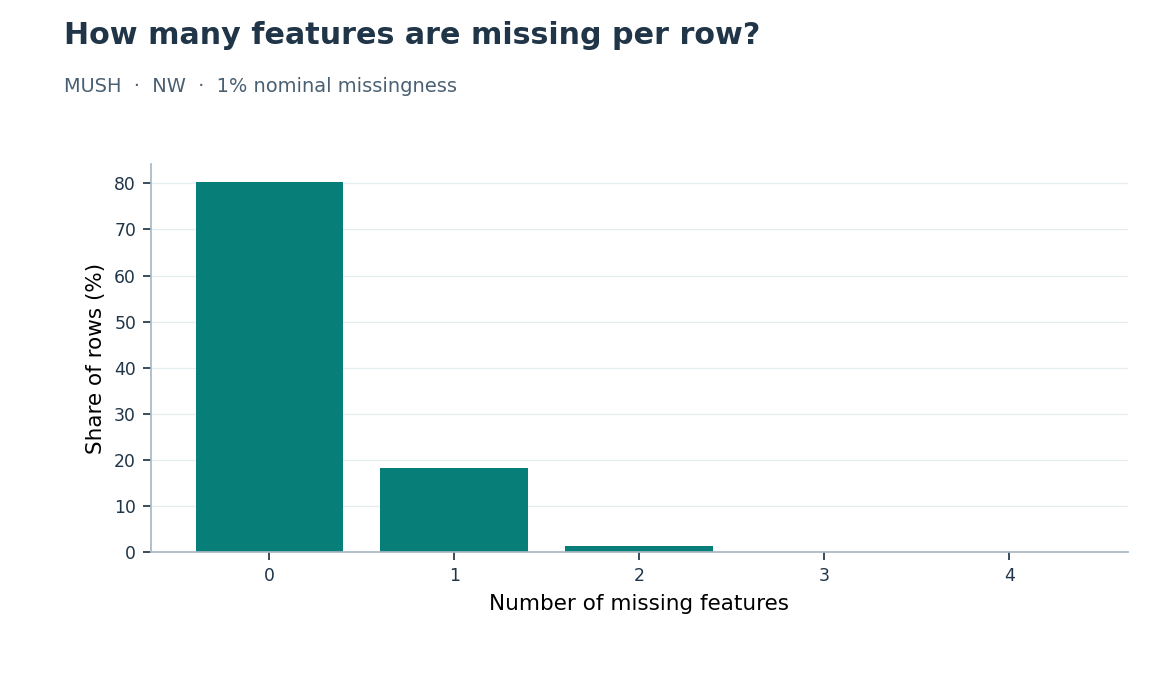 How many features are missing per row?
MUSH · NW · 1% nominal missingness
Share of rows (%)
80
70
60
50
40
30
20
10
0
0 1 2 3 4
Number of missing features